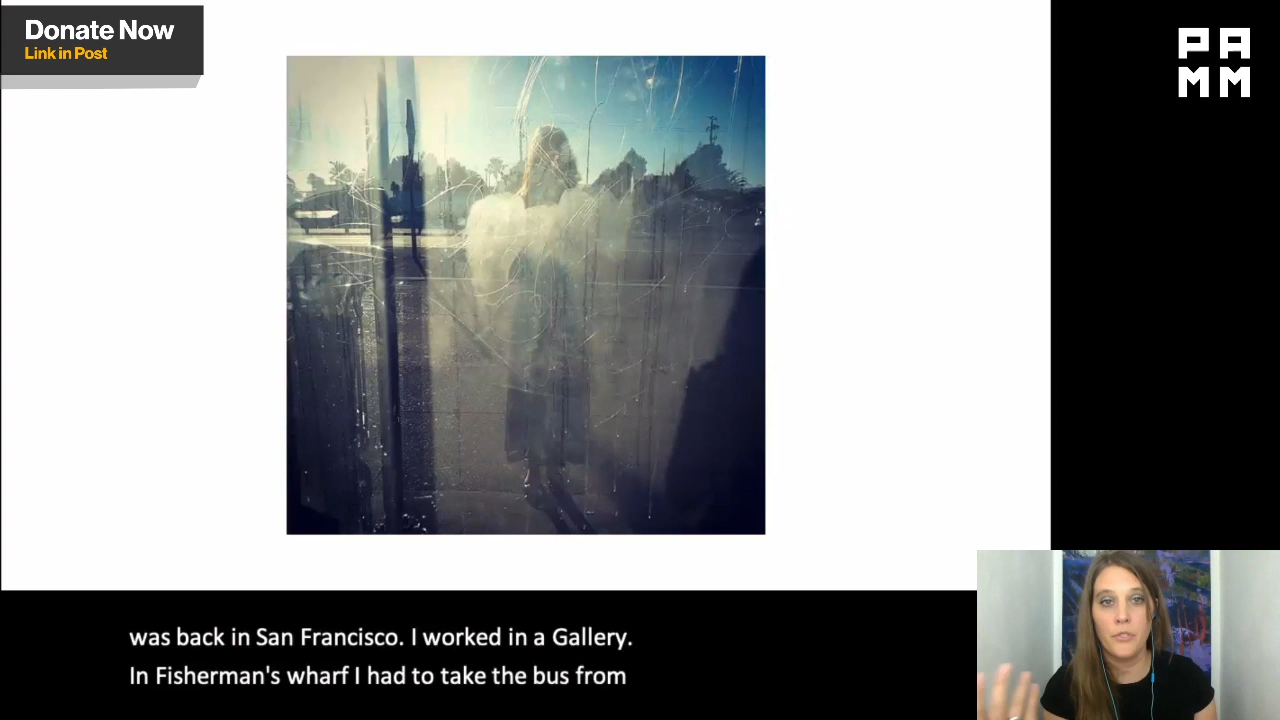 Donate Now
Link in Post
PA
MM
was back in San Francisco. I worked in a Gallery.
In Fisherman's wharf I had to take the bus from